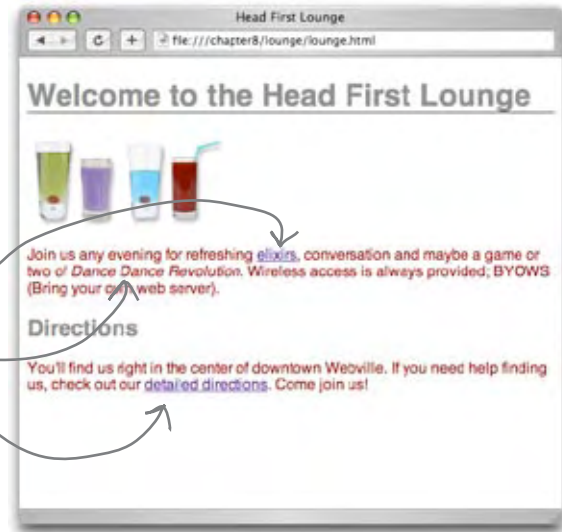 Head First Lounge
file:///chapter8/lounge/lounge.html
Welcome to the Head First Lounge
Join us any evening for refreshing elixirs, conversation and maybe a game or
two of Dance Dance Revolution. Wireless access is always provided; BYOWS
(Bring your own web server).
Directions
You'll find us right in the center of downtown Webville. If you need help finding
us, check out our detailed directions. Come join us!